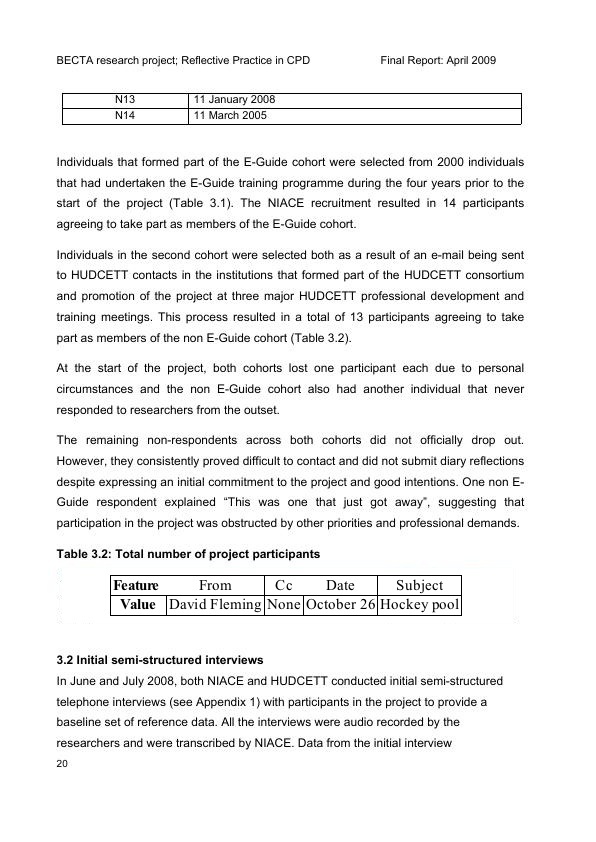 BECTA research project; Reflective Practice in CPD Final Report: April 2009
N13 11 January 2008
N14 11 March 2005
Individuals that formed part of the E-Guide cohort were selected from 2000 individuals
that had undertaken the E-Guide training programme during the four years prior to the
start of the project (Table 3.1). The NIACE recruitment resulted in 14 participants
agreeing to take part as members of the E-Guide cohort.
Individuals in the second cohort were selected both as a result of an e-mail being sent
to HUDCETT contacts in the institutions that formed part of the HUDCETT consortium
and promotion of the project at three major HUDCETT professional development and
training meetings. This process resulted in a total of 13 participants agreeing to take
part as members of the non E-Guide cohort (Table 3.2).
At the start of the project, both cohorts lost one participant each due to personal
circumstances and the non E-Guide cohort also had another individual that never
responded to researchers from the outset.
The remaining non-respondents across both cohorts did not officially drop out.
However, they consistently proved difficult to contact and did not submit diary reflections
despite expressing an initial commitment to the project and good intentions. One non E-
Guide respondent explained “This was one that just got away”, suggesting that
participation in the project was obstructed by other priorities and professional demands.
Table 3.2: Total number of project participants
Feature From Cc Date Subject
Value David Fleming None October 26 Hockey pool
3.2 Initial semi-structured interviews
In June and July 2008, both NIACE and HUDCETT conducted initial semi-structured
telephone interviews (see Appendix 1) with participants in the project to provide a
baseline set of reference data. All the interviews were audio recorded by the
researchers and were transcribed by NIACE. Data from the initial interview
20